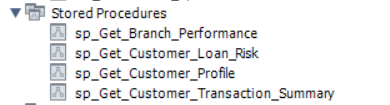 Stored Procedures
sp_Get_Branch_Performance
sp_Get_Customer_Loan_Risk
sp_Get_Customer_Profile
sp_Get_Customer_Transaction_Summary